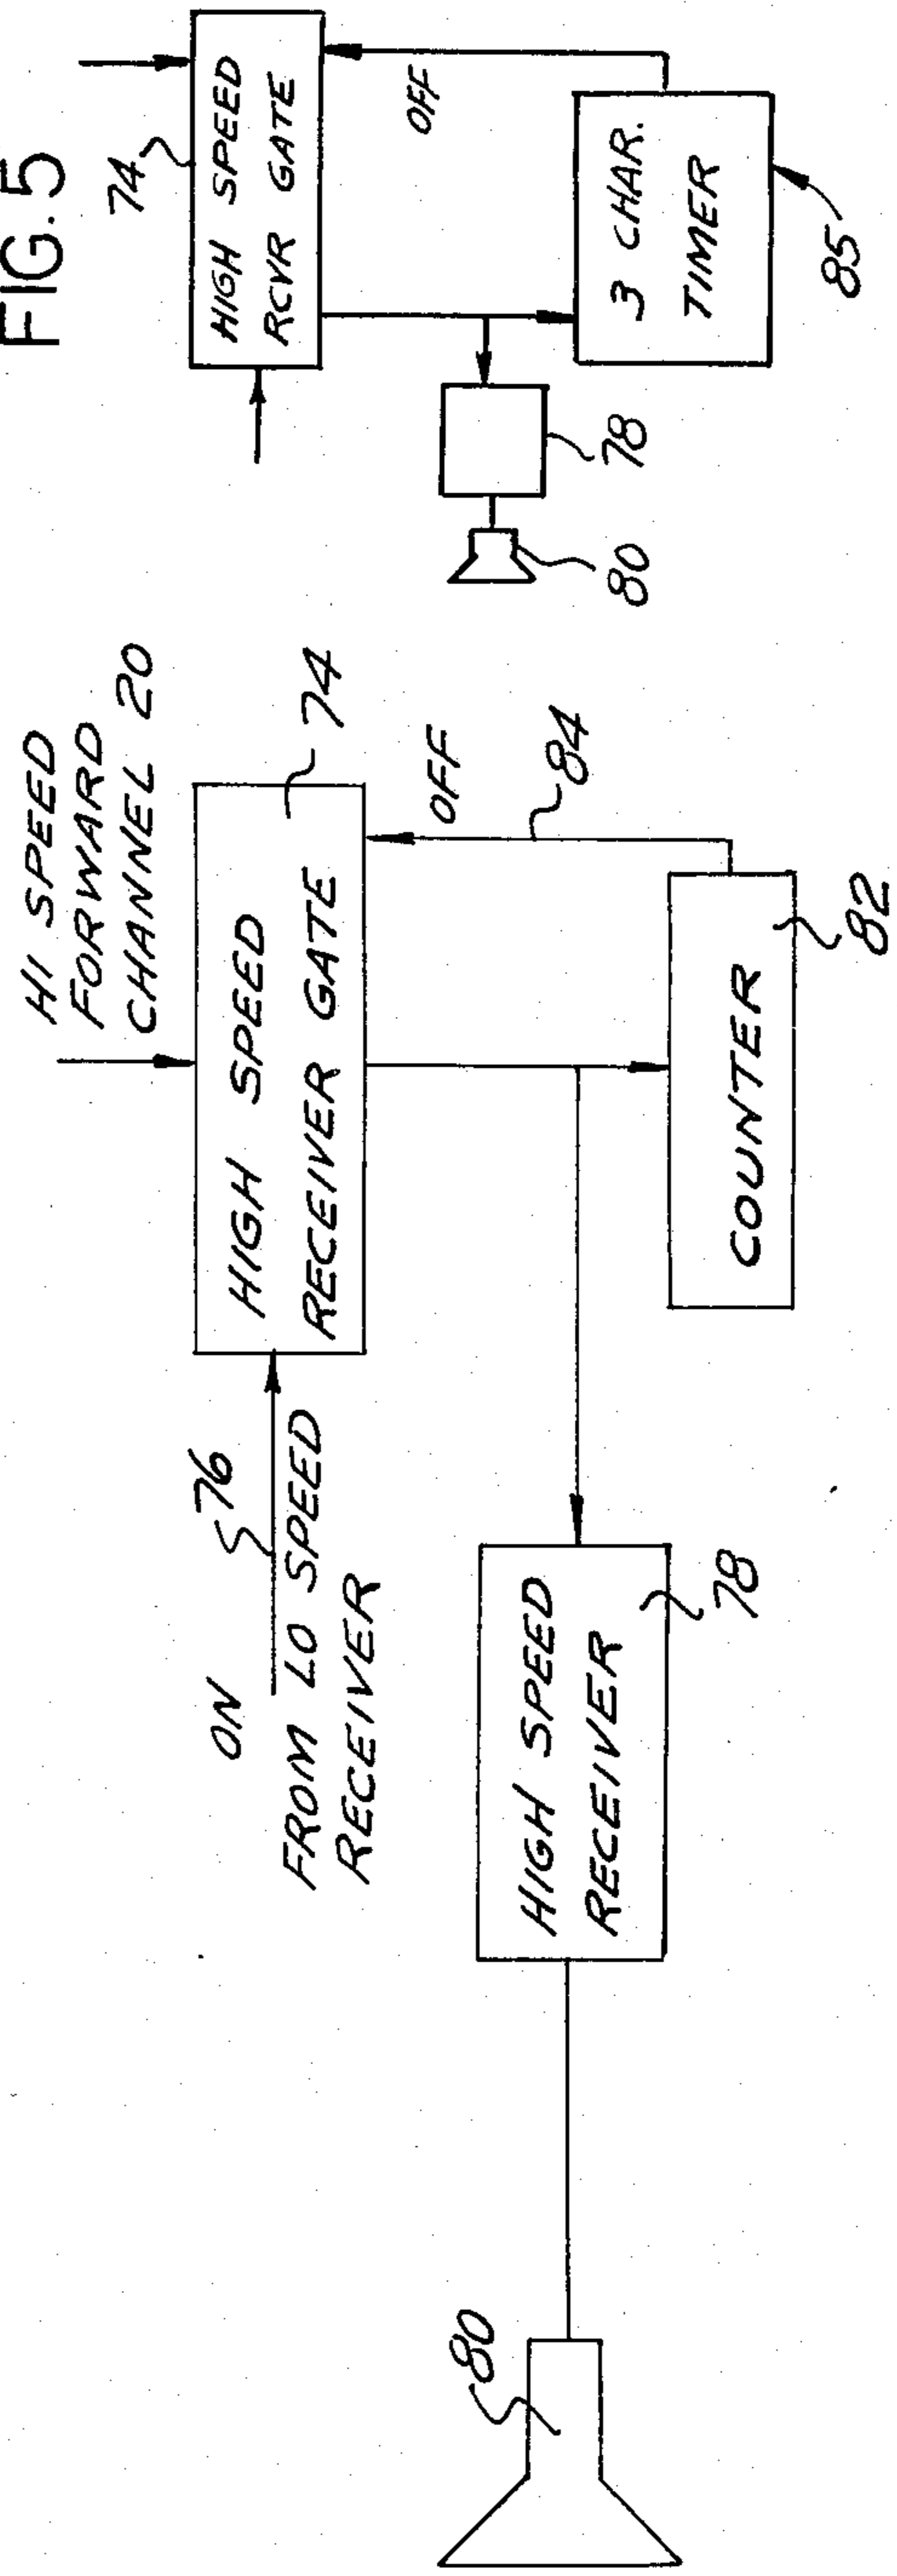 HI SPEED
FORWARD
CHANNEL 20
ON
76
FROM LO SPEED
RECEIVER
HIGH SPEED
RECEIVER GATE
74
OFF
84
HIGH SPEED
RECEIVER
78
80
COUNTER
82
FIG. 5
74
HIGH SPEED
RCVR GATE
OFF
78
80
3 CHAR.
TIMER
85